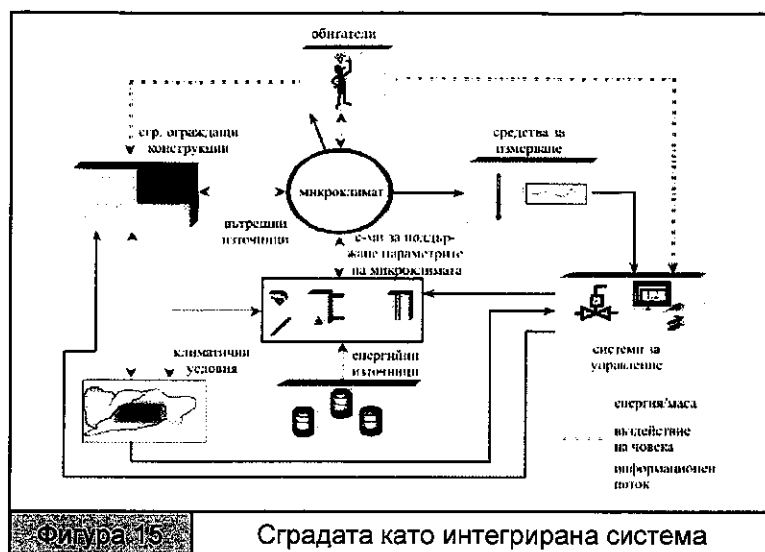 обитатели
стр. ограждащи
конструкции
средства за
измерване
микроклимат
вътрешни
източници
с-ми за поддър-
жане параметрите
на микроклимата
климатични
условия
енергийни
източници
системи за
управление
енергия/маса
въздействие
на човека
информационен
поток
Фигура 15
Сградата като интегрирана система